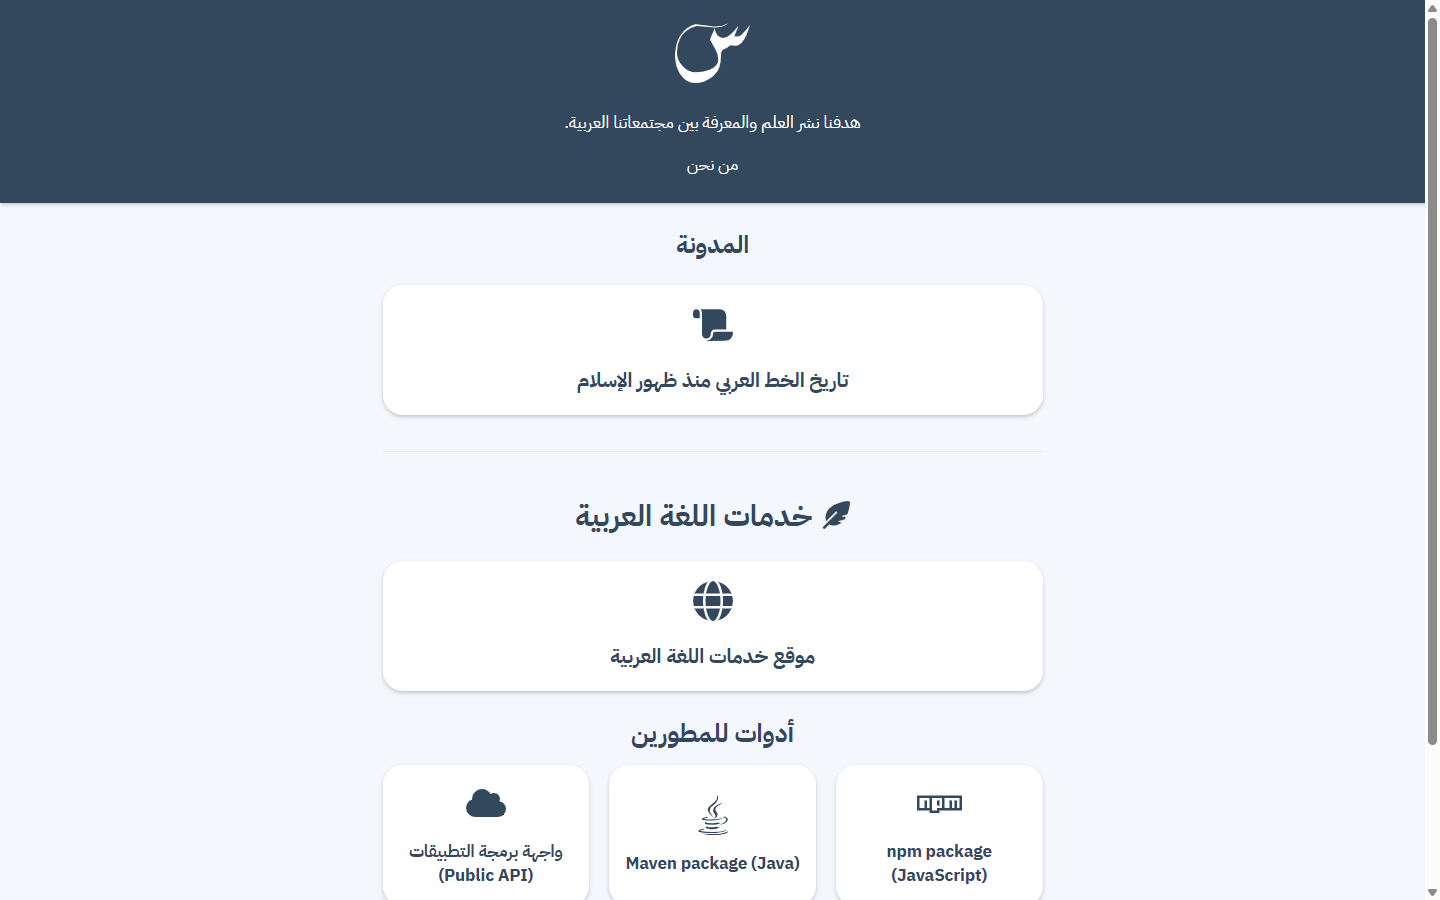 س
هدفنا نشر العلم والمعرفة بين مجتمعاتنا العربية.
من نحن
المدونة
تاريخ الخط العربي منذ ظهور الإسلام
خدمات اللغة العربية
موقع خدمات اللغة العربية
أدوات للمطورين
npm
npm package
(JavaScript)
Maven package (Java)
واجهة برمجة التطبيقات
(Public API)